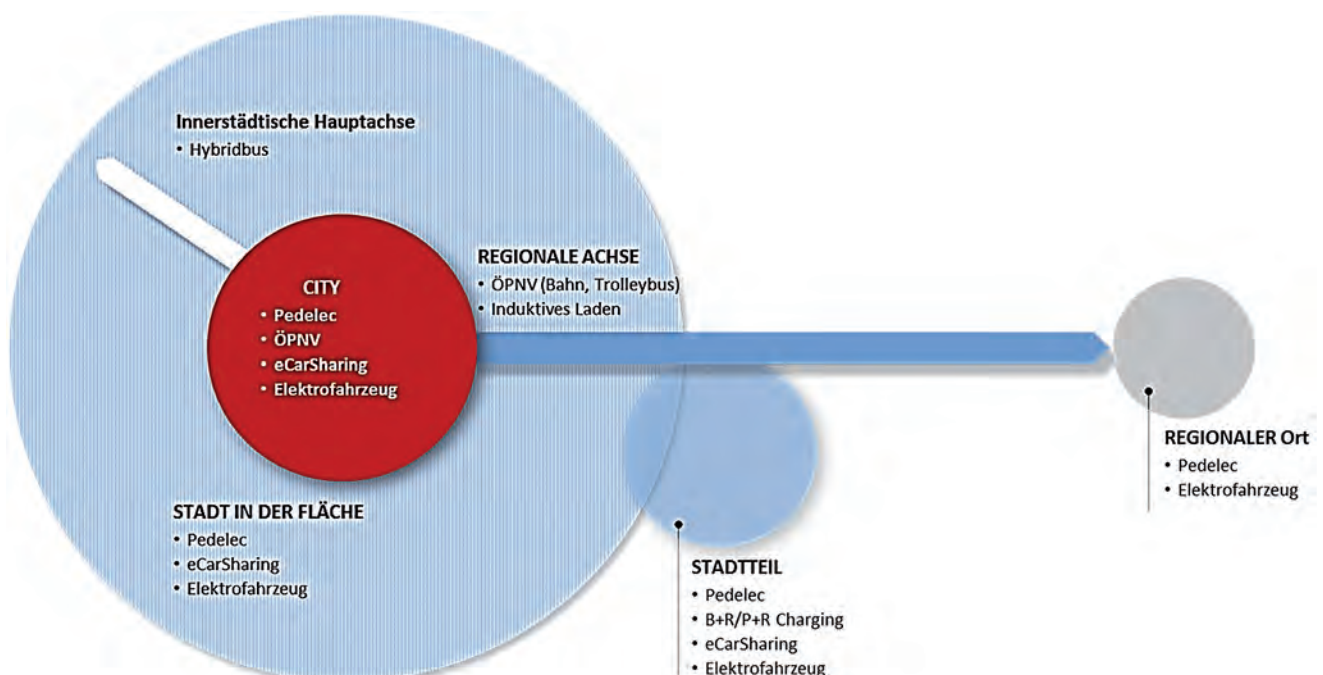 Innerstädtische Hauptachse
• Hybridbus
CITY
• Pedelec
• ÖPNV
• eCarSharing
• Elektrofahrzeug
REGIONALE ACHSE
• ÖPNV (Bahn, Trolleybus)
• Induktives Laden
STADT IN DER FLÄCHE
• Pedelec
• eCarSharing
• Elektrofahrzeug
STADTTEIL
• Pedelec
• B+R/P+R Charging
• eCarSharing
• Elektrofahrzeug
REGIONALER Ort
• Pedelec
• Elektrofahrzeug